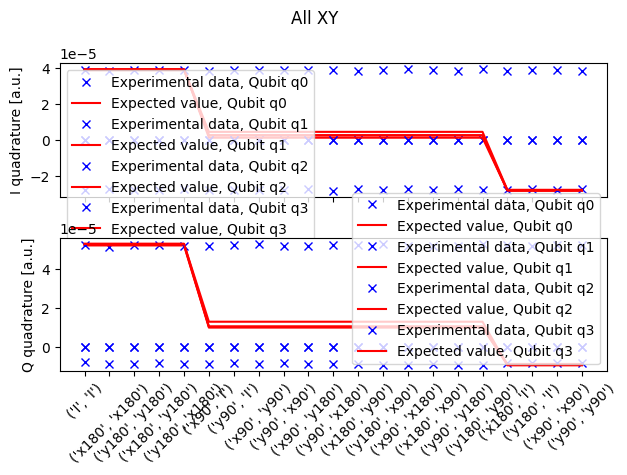 All XY
1e−5
I quadrature [a.u.]
4
2
0
−2
Experimental data, Qubit q0
Expected value, Qubit q0
Experimental data, Qubit q1
Expected value, Qubit q1
Experimental data, Qubit q2
Expected value, Qubit q2
Experimental data, Qubit q3
Expected value, Qubit q3
1e−5
Q quadrature [a.u.]
4
2
0
Experimental data, Qubit q0
Expected value, Qubit q0
Experimental data, Qubit q1
Expected value, Qubit q1
Experimental data, Qubit q2
Expected value, Qubit q2
Experimental data, Qubit q3
Expected value, Qubit q3
('I', 'I')
('x180', 'x180')
('y180', 'y180')
('x180', 'y180')
('y180', 'x180')
('x90', 'I')
('y90', 'I')
('x90', 'y90')
('y90', 'x90')
('x90', 'y180')
('y90', 'x180')
('x180', 'y90')
('y180', 'x90')
('x90', 'x180')
('x180', 'x90')
('y90', 'y180')
('y180', 'y90')
('x180', 'I')
('y180', 'I')
('x90', 'x90')
('y90', 'y90')